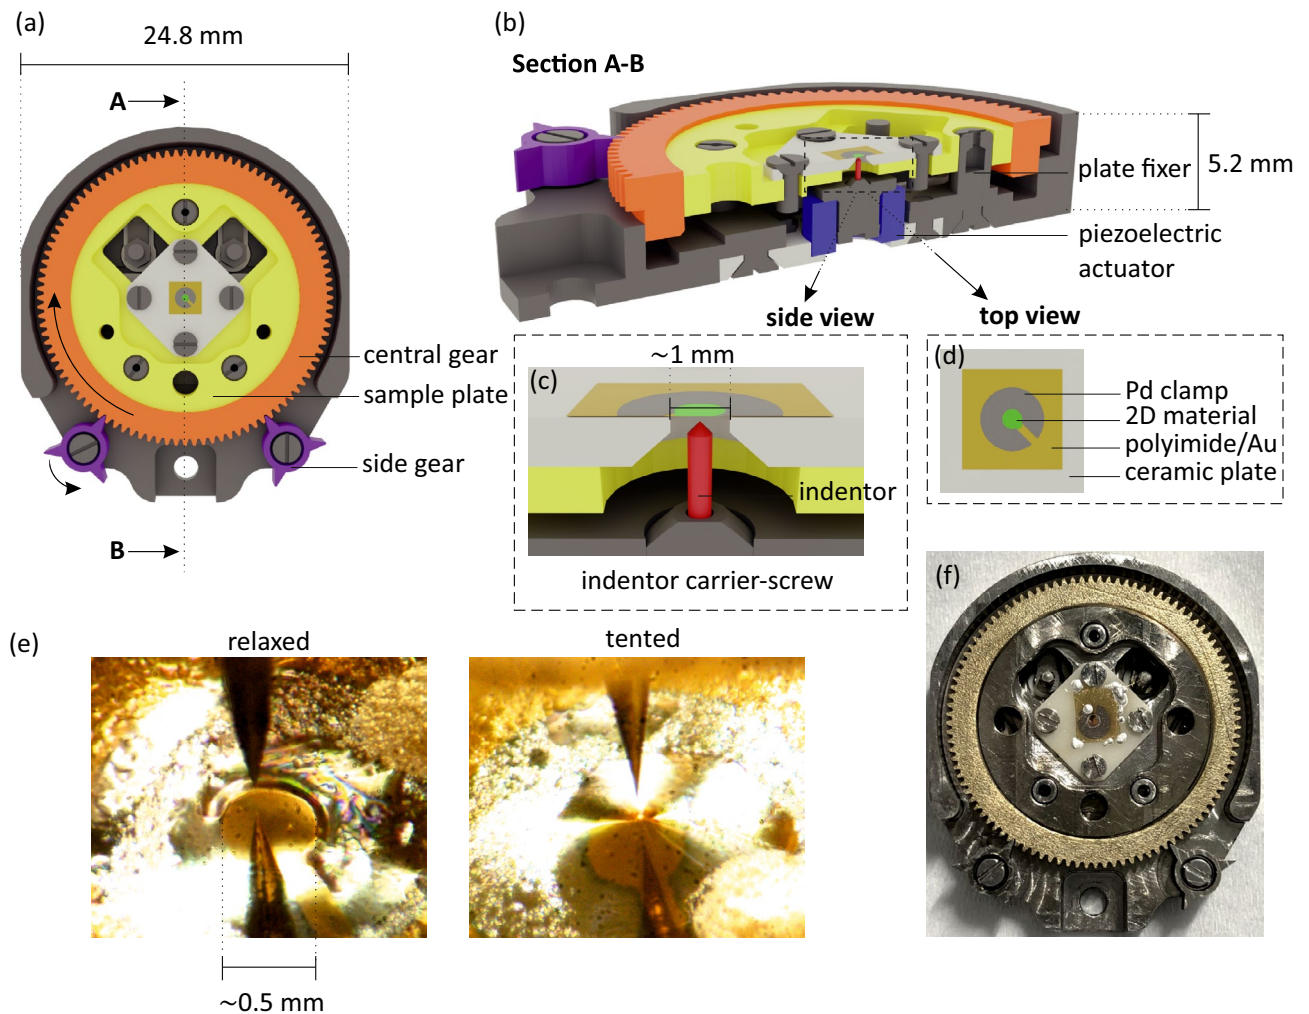 (a)
24.8 mm
A
central gear
sample plate
side gear
B
(b)
Section A-B
plate fixer
5.2 mm
piezoelectric
actuator
side view
top view
(c)
~1 mm
indentor
indentor carrier-screw
(d)
Pd clamp
2D material
polyimide/Au
ceramic plate
(e)
relaxed
tented
~0.5 mm
(f)